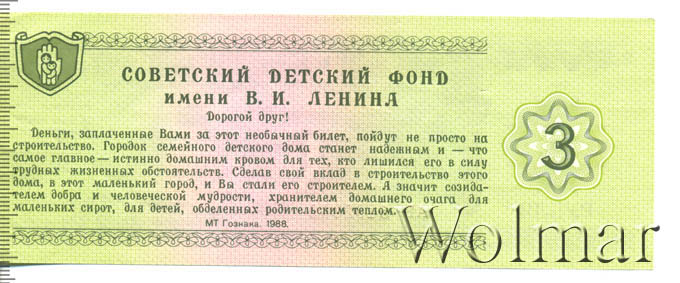 СОВЕТСКИЙ ДЕТСКИЙ ФОНД
имени В. И. ЛЕНИНА
Дорогой друг!
Деньги, заплаченные Вами за этот необычный билет, пойдут не просто на
строительство. Городок семейного детского дома станет надежным и — что
самое главное — истинно домашним кровом для тех, кто лишился его в силу
трудных жизненных обстоятельств. Сделав свой вклад в строительство этого
дома, в этот маленький город, и Вы стали его строителем. А значит созида-
телем добра и человеческой мудрости, хранителем домашнего очага для
маленьких сирот, для детей, обделенных родительским теплом.
МТ Гознака. 1988.
3
Wolmar